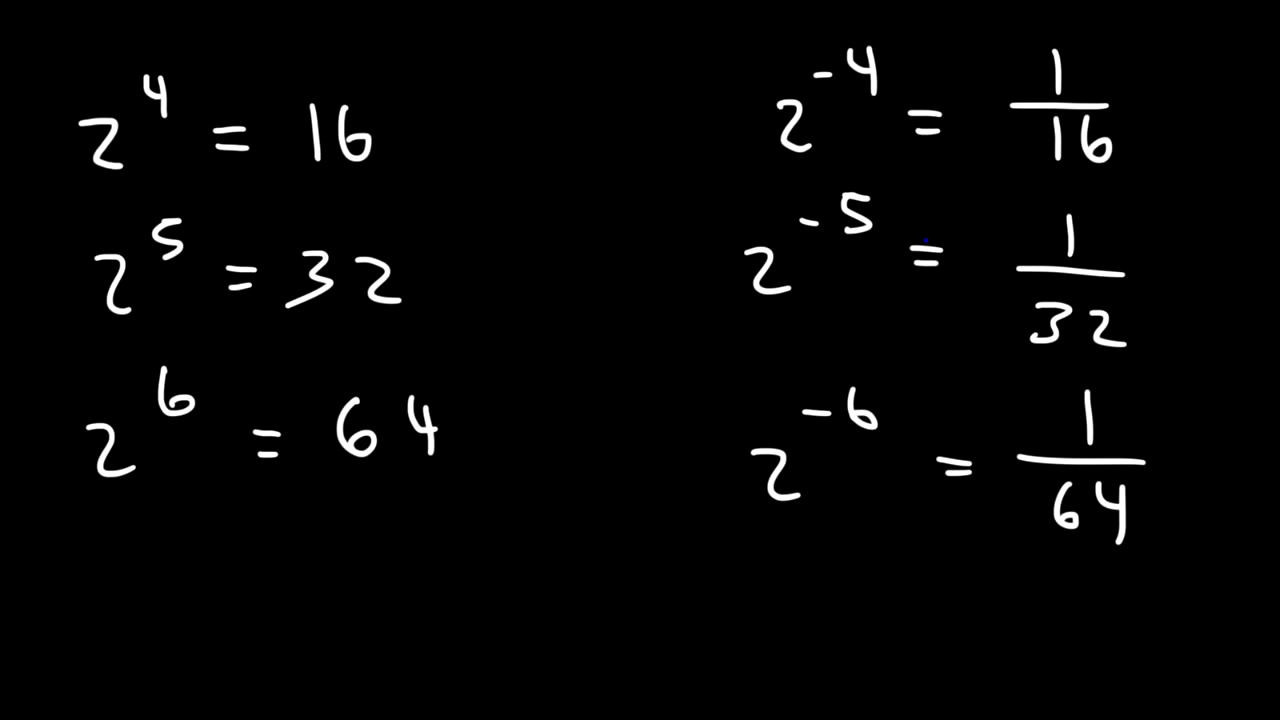 2^4 = 16
2^5 = 32
2^6 = 64
2^-4 = 1/16
2^-5 = 1/32
2^-6 = 1/64